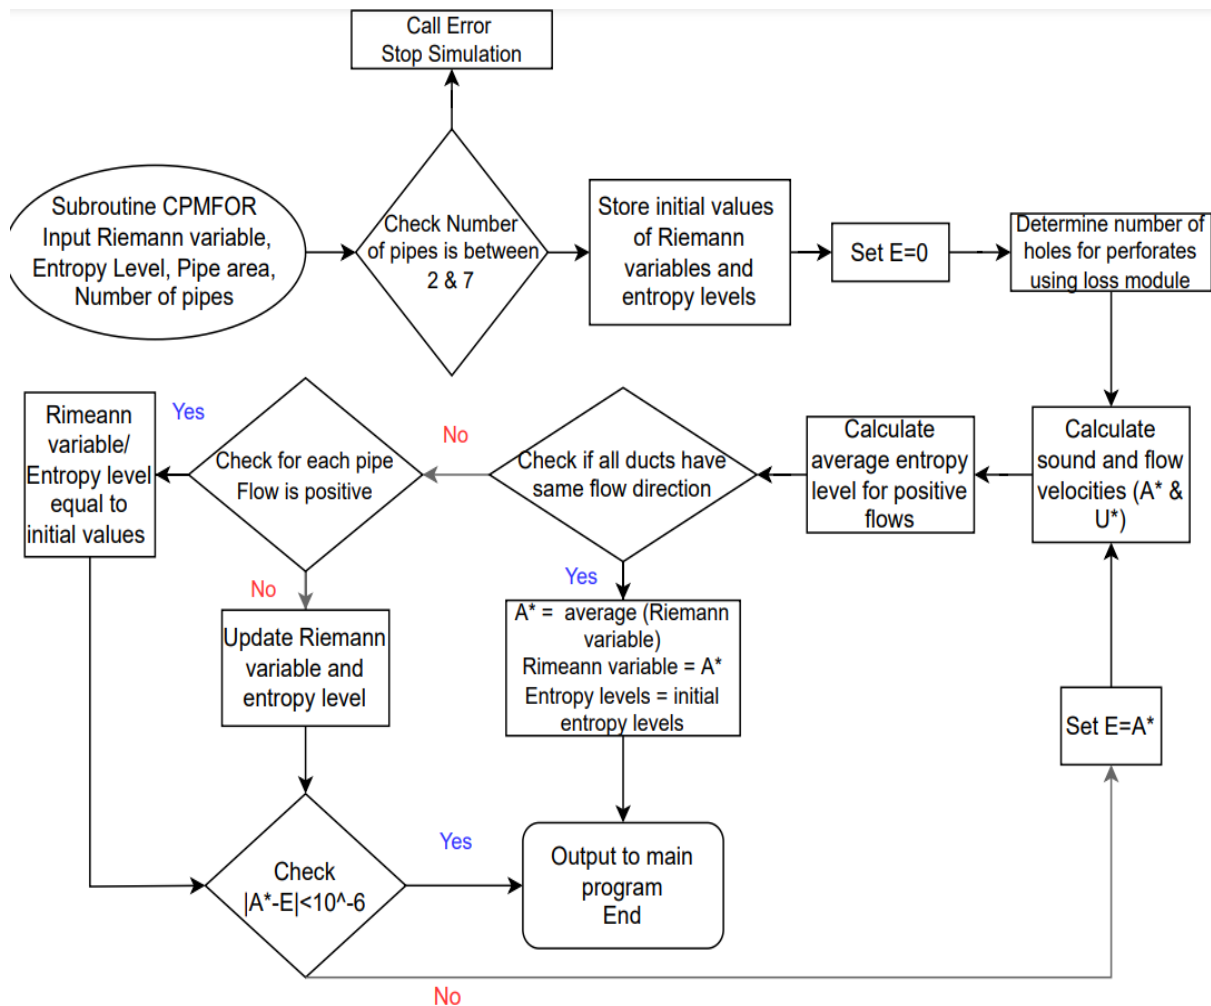 Call Error
Stop Simulation
Subroutine CPMFOR
Input Riemann variable,
Entropy Level, Pipe area,
Number of pipes
Check Number
of pipes is between
2 & 7
Store initial values
of Riemann
variables and
entropy levels
Set E=0
Determine number of
holes for perforates
using loss module
Rimeann
variable/
Entropy level
equal to
initial values
Yes
Check for each pipe
Flow is positive
No
Check if all ducts have
same flow direction
Calculate
average entropy
level for positive
flows
Calculate
sound and flow
velocities (A* &
U*)
No
Update Riemann
variable and
entropy level
Yes
A* = average (Riemann
variable)
Rimeann variable = A*
Entropy levels = initial
entropy levels
Set E=A*
Check
|A*-E|<10^-6
Yes
Output to main
program
End
No